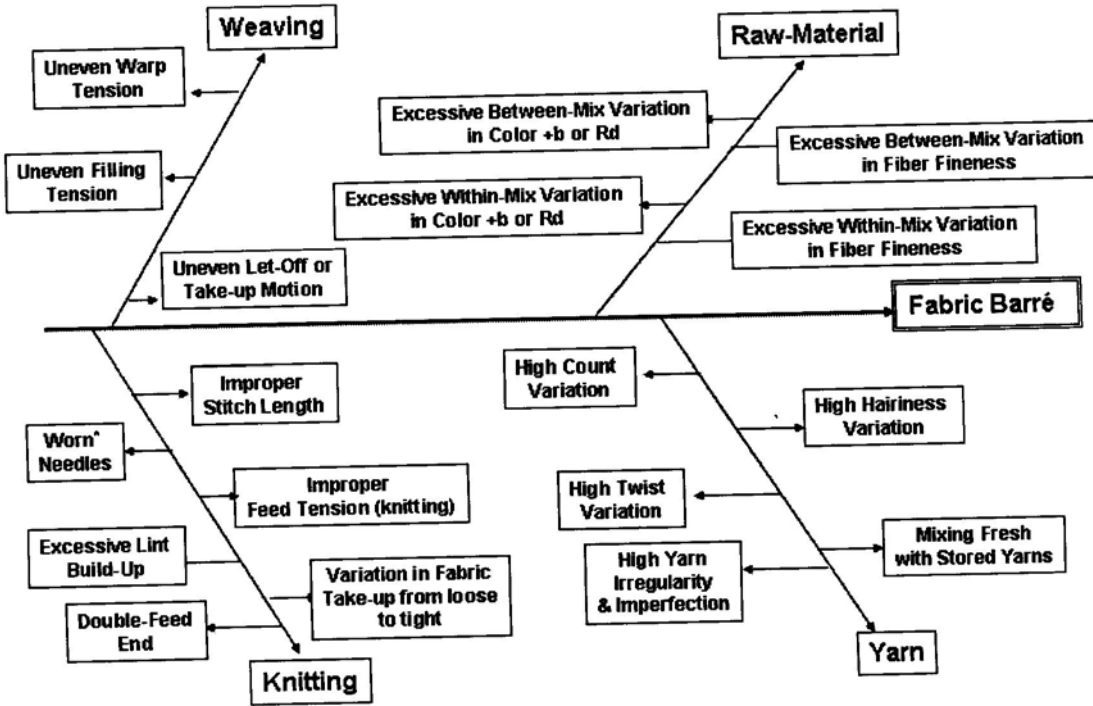 Weaving
Uneven Warp
Tension
Uneven Filling
Tension
Uneven Let-Off or
Take-up Motion
Raw-Material
Excessive Between-Mix Variation
in Color +b or Rd
Excessive Between-Mix Variation
in Fiber Fineness
Excessive Within-Mix Variation
in Color +b or Rd
Excessive Within-Mix Variation
in Fiber Fineness
Fabric Barré
Improper
Stitch Length
Worn^
Needles
Improper
Feed Tension (knitting)
Excessive Lint
Build-Up
Variation in Fabric
Take-up from loose
to tight
Double-Feed
End
Knitting
High Count
Variation
High Hairiness
Variation
High Twist
Variation
Mixing Fresh
with Stored Yarns
High Yarn
Irregularity
& Imperfection
Yarn